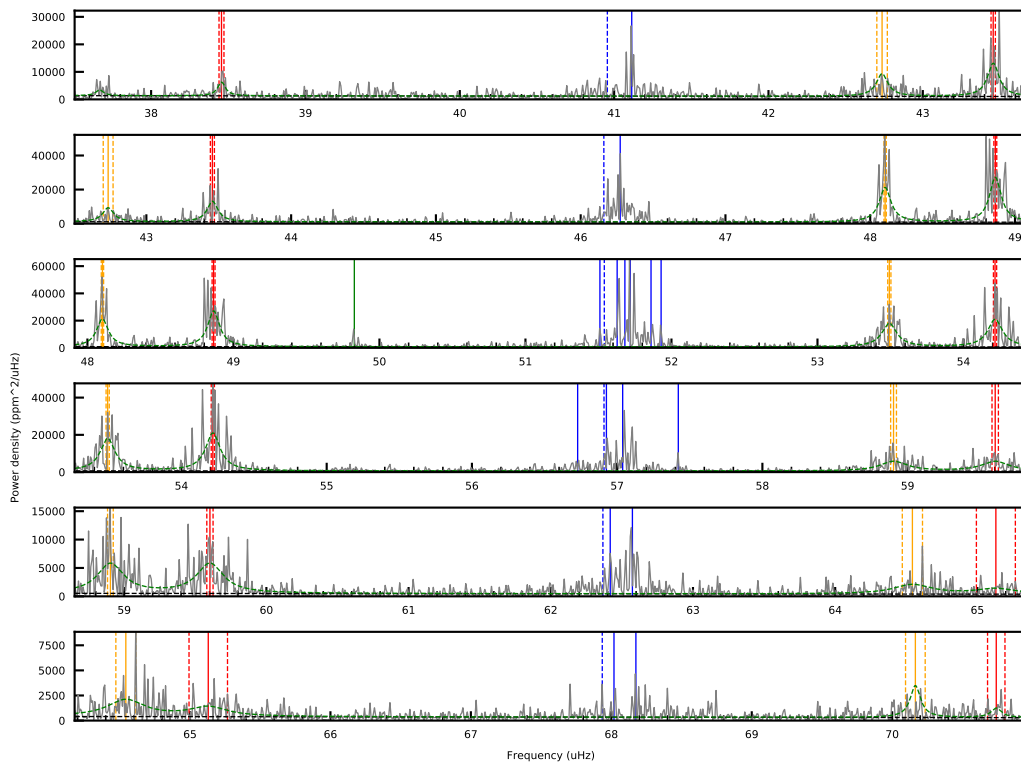 30000
20000
10000
0
38 39 40 41 42 43
40000
20000
0
43 44 45 46 47 48 49
60000
40000
20000
0
48 49 50 51 52 53 54
40000
20000
0
54 55 56 57 58 59
15000
10000
5000
0
59 60 61 62 63 64 65
7500
5000
2500
0
65 66 67 68 69 70
Power density (ppm^2/uHz)
Frequency (uHz)